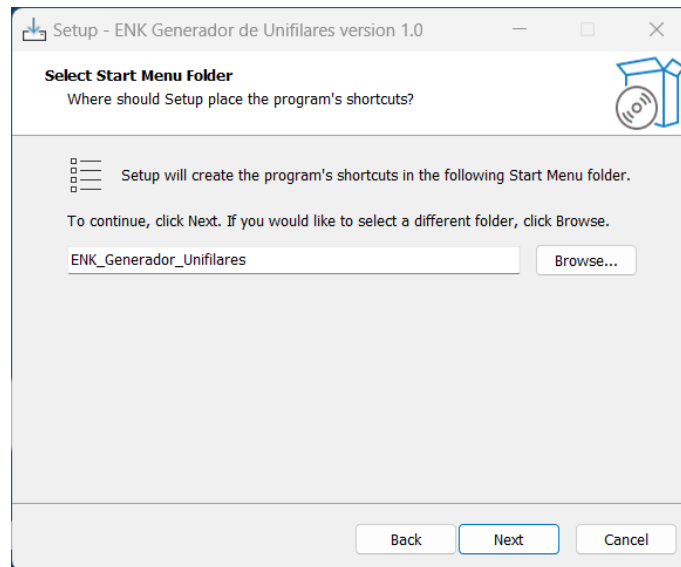 Setup - ENK Generador de Unifilares version 1.0
Select Start Menu Folder
Where should Setup place the program's shortcuts?
Setup will create the program's shortcuts in the following Start Menu folder.
To continue, click Next. If you would like to select a different folder, click Browse.
ENK_Generador_Unifilares
Browse...
Back
Next
Cancel